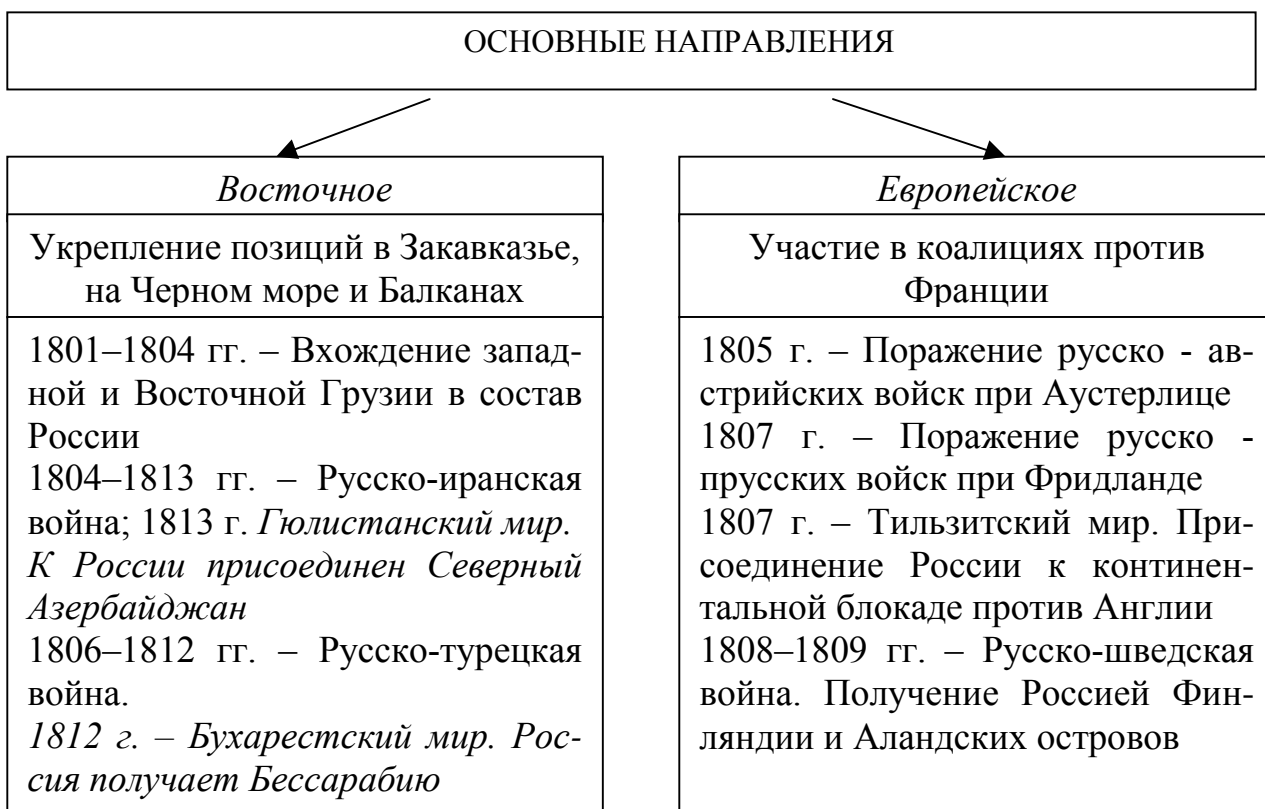 ОСНОВНЫЕ НАПРАВЛЕНИЯ
Восточное
Укрепление позиций в Закавказье,
на Черном море и Балканах
1801–1804 гг. – Вхождение запад-
ной и Восточной Грузии в состав
России
1804–1813 гг. – Русско-иранская
война; 1813 г. Гюлистанский мир.
К России присоединен Северный
Азербайджан
1806–1812 гг. – Русско-турецкая
война.
1812 г. – Бухарестский мир. Рос-
сия получает Бессарабию
Европейское
Участие в коалициях против
Франции
1805 г. – Поражение русско - ав-
стрийских войск при Аустерлице
1807 г. – Поражение русско -
прусских войск при Фридланде
1807 г. – Тильзитский мир. При-
соединение России к континен-
тальной блокаде против Англии
1808–1809 гг. – Русско-шведская
война. Получение Россией Фин-
ляндии и Аландских островов